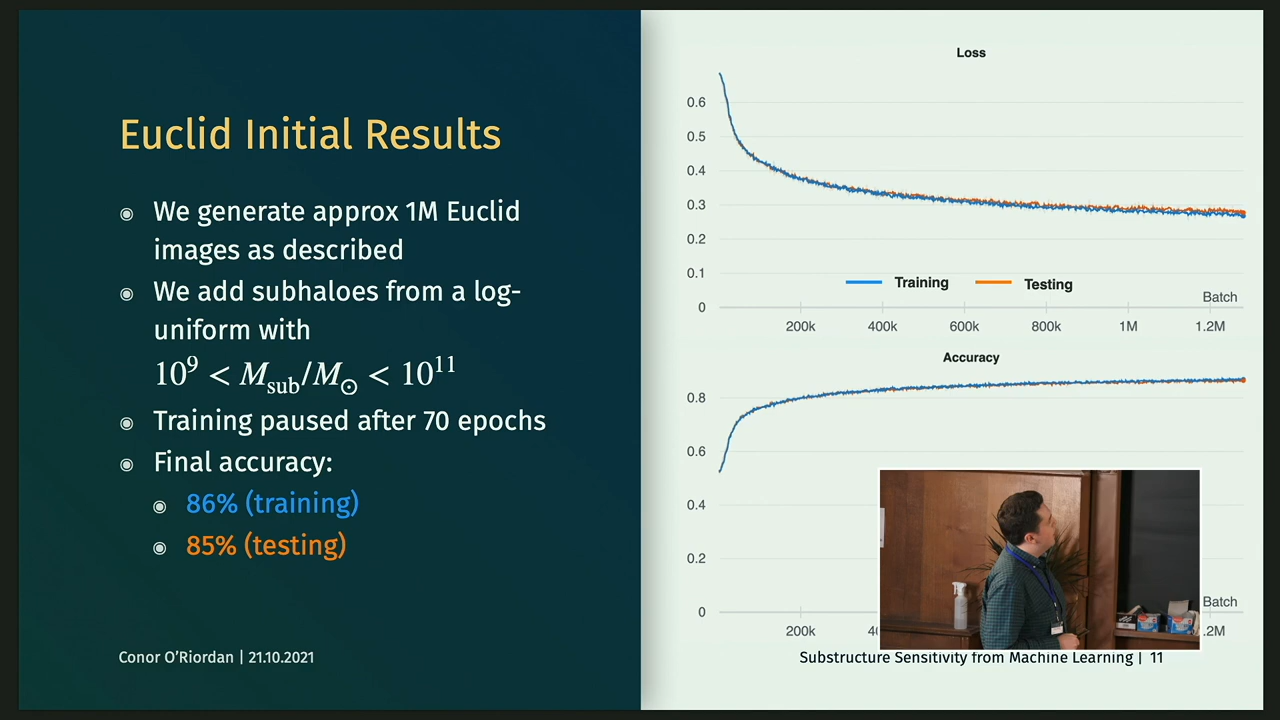 Euclid Initial Results
◉ We generate approx 1M Euclid
images as described
◉ We add subhaloes from a log-
uniform with
10⁹ < M_sub/M_⊙ < 10¹¹
◉ Training paused after 70 epochs
◉ Final accuracy:
◉ 86% (training)
◉ 85% (testing)
Conor O’Riordan | 21.10.2021
Loss
0.6
0.5
0.4
0.3
0.2
0.1
0
Training Testing
Batch
200k 400k 600k 800k 1M 1.2M
Accuracy
0.8
0.6
0.4
0.2
0
Batch
200k
Substructure Sensitivity from Machine Learning | 11